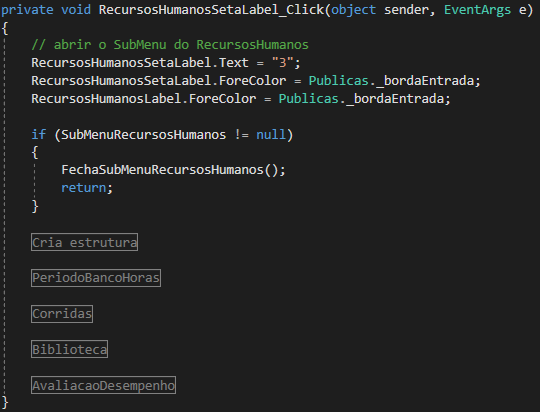 private void RecursosHumanosSetaLabel_Click(object sender, EventArgs e)
{
// abrir o SubMenu do RecursosHumanos
RecursosHumanosSetaLabel.Text = "3";
RecursosHumanosSetaLabel.ForeColor = Publicas._bordaEntrada;
RecursosHumanosLabel.ForeColor = Publicas._bordaEntrada;
if (SubMenuRecursosHumanos != null)
{
FechaSubMenuRecursosHumanos();
return;
}
Cria estrutura
PeriodoBancoHoras
Corridas
Biblioteca
AvaliacaoDesempenho
}